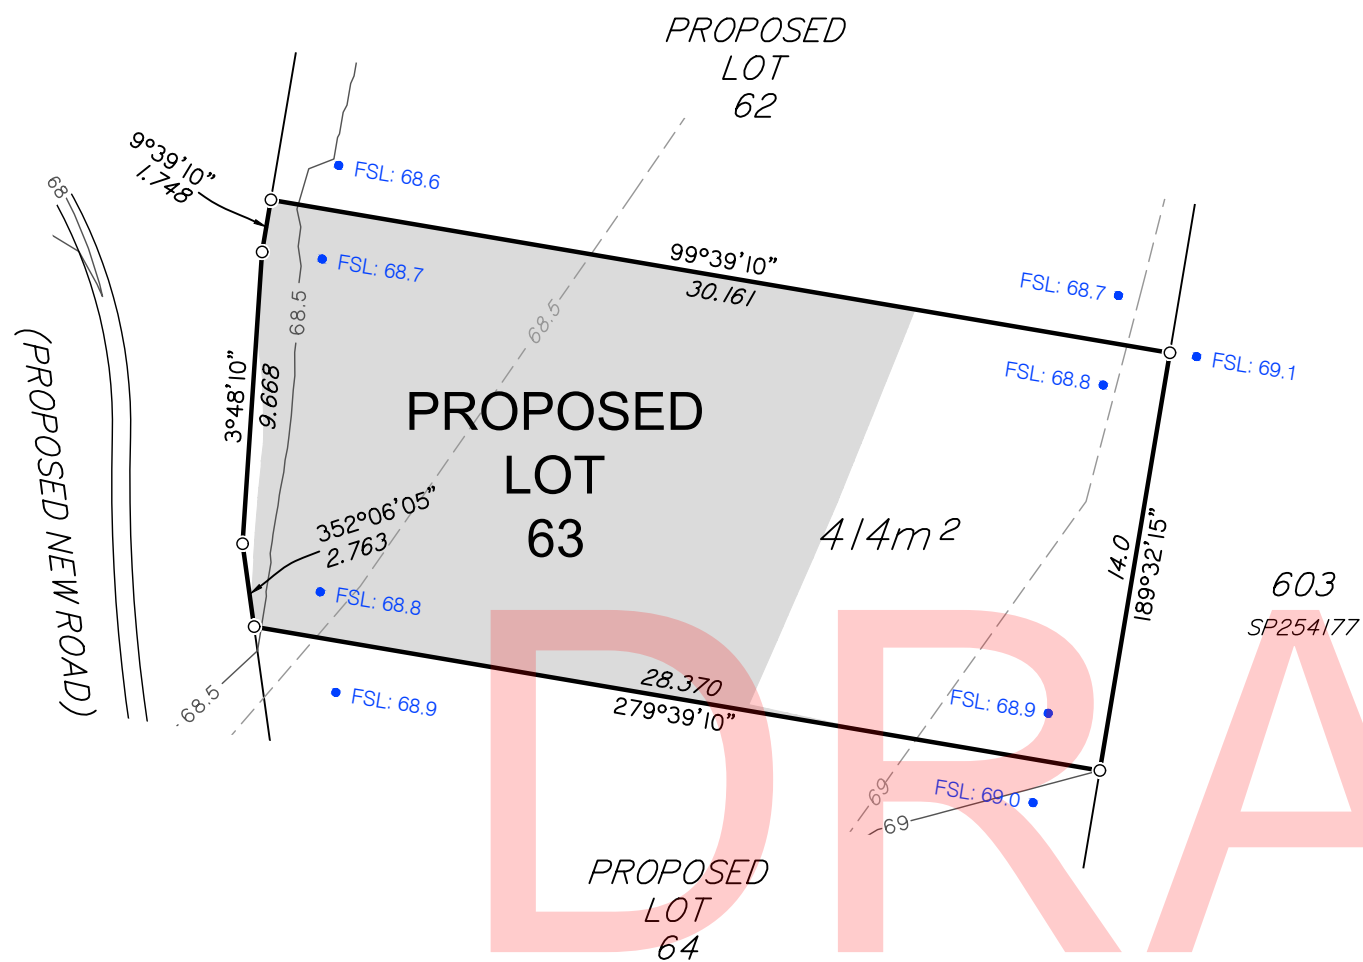 PROPOSED
LOT
62
9°39'10"
1.748
68
FSL: 68.6
99°39'10"
30.161
FSL: 68.7
FSL: 68.7
68.5
68.5
FSL: 68.8
FSL: 69.1
(PROPOSED NEW ROAD)
3°48'10"
9.668
PROPOSED
LOT
63
352°06'05"
2.763
414m²
14.0
189°32'15"
603
SP254177
FSL: 68.8
68.5
FSL: 68.9
28.370
279°39'10"
FSL: 68.9
69
FSL: 69.0
69
PROPOSED
LOT
64
DRA